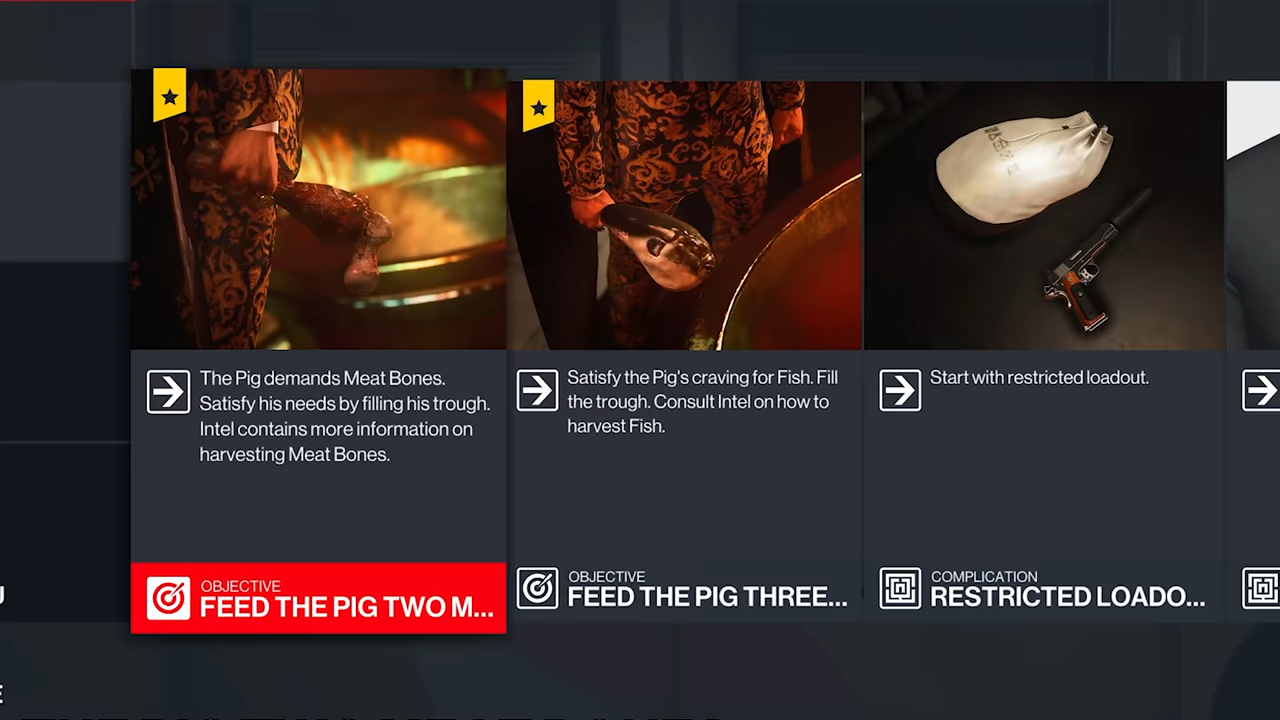 The Pig demands Meat Bones.
Satisfy his needs by filling his trough.
Intel contains more information on
harvesting Meat Bones.
OBJECTIVE
FEED THE PIG TWO M...
Satisfy the Pig's craving for Fish. Fill
the trough. Consult Intel on how to
harvest Fish.
OBJECTIVE
FEED THE PIG THREE...
Start with restricted loadout.
COMPLICATION
RESTRICTED LOADO...